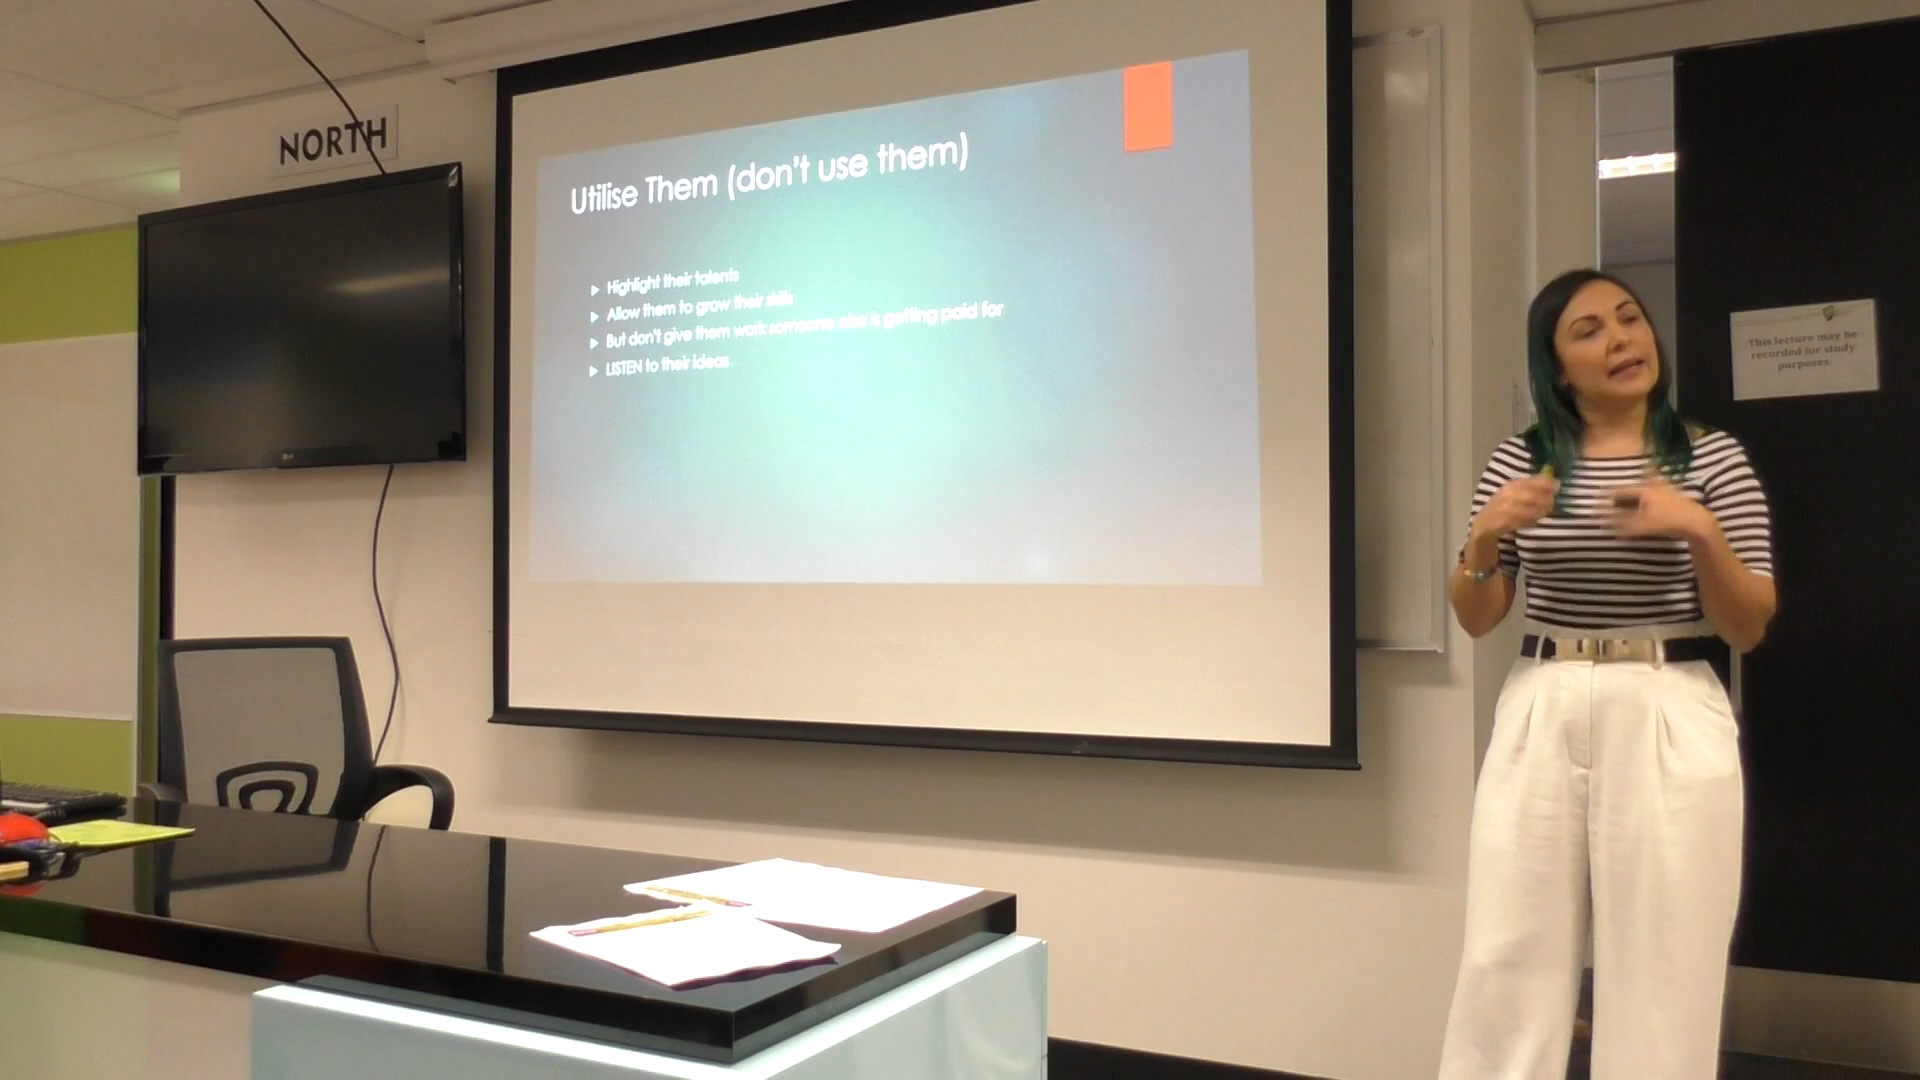 NORTH
Utilise Them (don't use them)
Highlight their talents
Allow them to grow their skills
But don't give them work someone else is getting paid for
LISTEN to their ideas
This lecture may be
recorded for study
purposes
LG